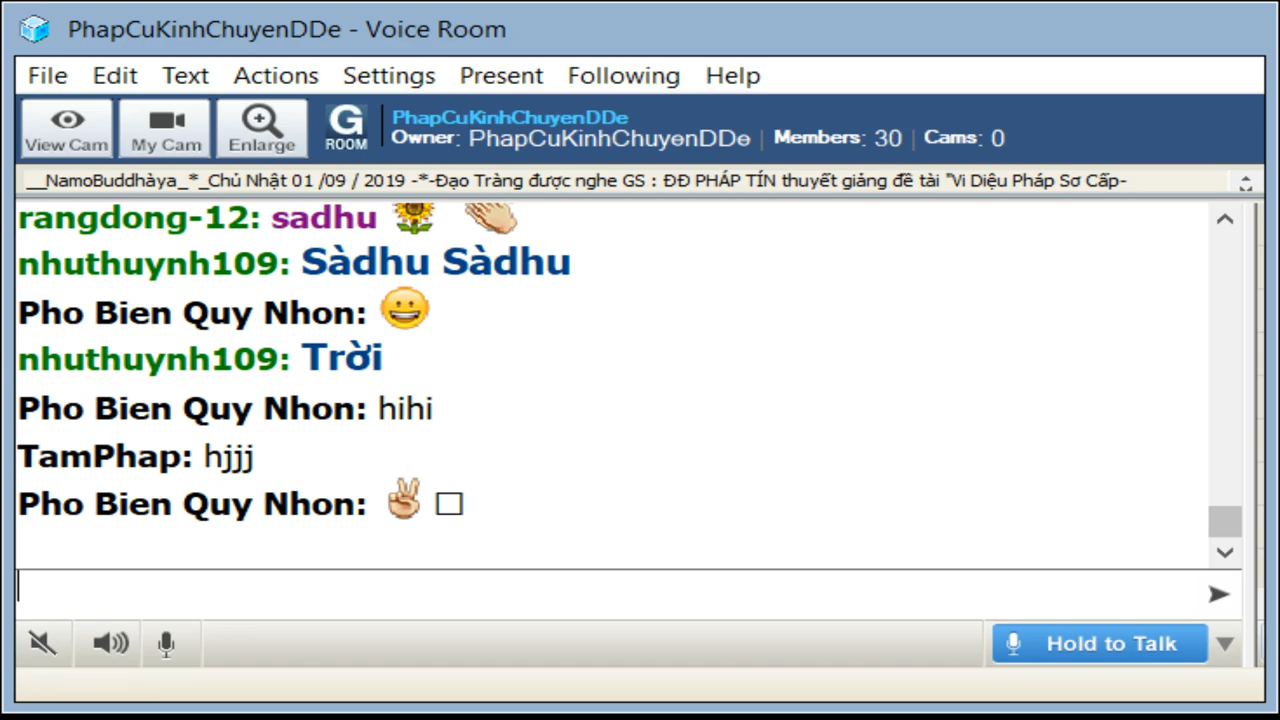 PhapCuKinhChuyenDDe - Voice Room
File Edit Text Actions Settings Present Following Help
View Cam My Cam Enlarge G ROOM
PhapCuKinhChuyenDDe
Owner: PhapCuKinhChuyenDDe | Members: 30 | Cams: 0
__NamoBuddhàya_*_Chủ Nhật 01 /09 / 2019 -*-Đạo Tràng được nghe GS : ĐĐ PHÁP TÍN thuyết giảng đề tài "Vi Diệu Pháp Sơ Cấp-
rangdong-12: sadhu 🌻 👏
nhuthuynh109: Sàdhu Sàdhu
Pho Bien Quy Nhon: 😀
nhuthuynh109: Trời
Pho Bien Quy Nhon: hihi
TamPhap: hjjj
Pho Bien Quy Nhon: ✌ □
Hold to Talk